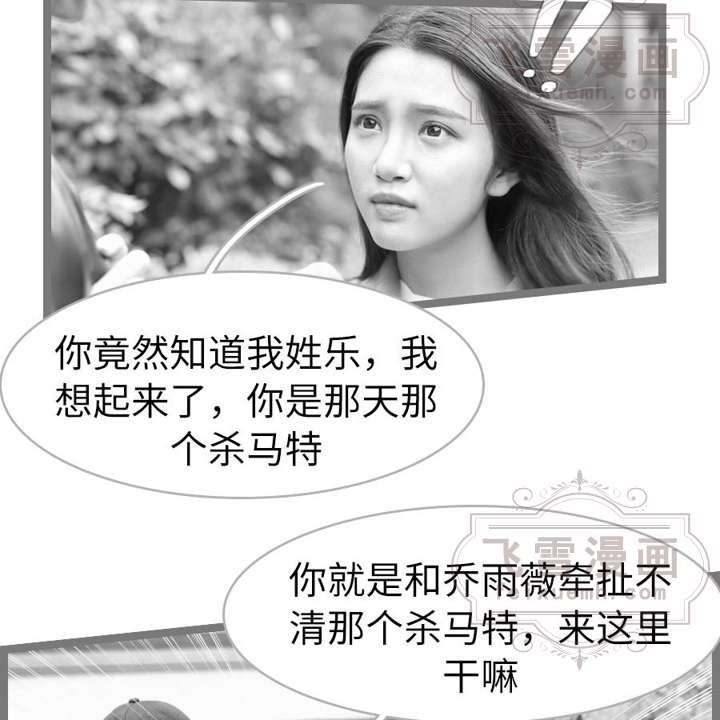 飞雪漫画
你竟然知道我姓乐，我
想起来了，你是那天那
个杀马特
飞雪漫画
你就是和乔雨薇牵扯不
清那个杀马特，来这里
干嘛